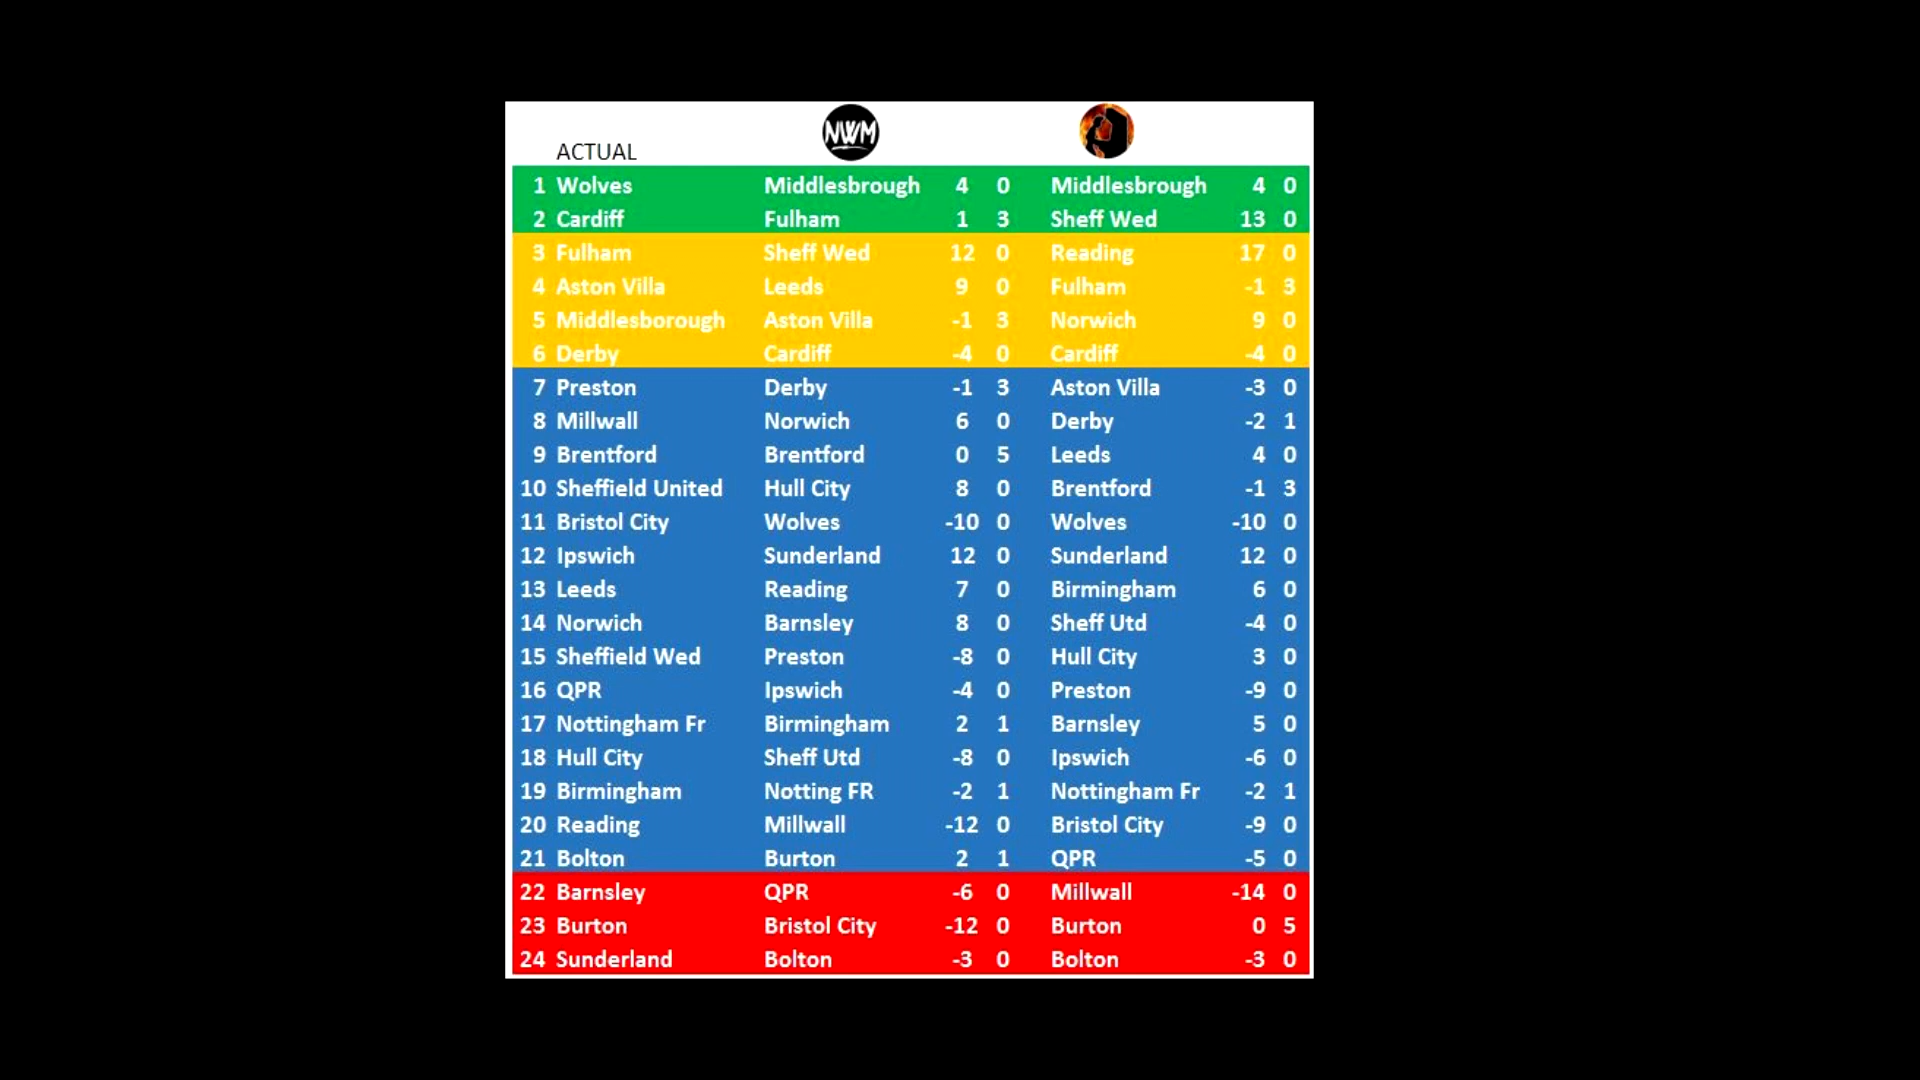 NWM
ACTUAL
1 Wolves Middlesbrough 4 0 Middlesbrough 4 0
2 Cardiff Fulham 1 3 Sheff Wed 13 0
3 Fulham Sheff Wed 12 0 Reading 17 0
4 Aston Villa Leeds 9 0 Fulham -1 3
5 Middlesborough Aston Villa -1 3 Norwich 9 0
6 Derby Cardiff -4 0 Cardiff -4 0
7 Preston Derby -1 3 Aston Villa -3 0
8 Millwall Norwich 6 0 Derby -2 1
9 Brentford Brentford 0 5 Leeds 4 0
10 Sheffield United Hull City 8 0 Brentford -1 3
11 Bristol City Wolves -10 0 Wolves -10 0
12 Ipswich Sunderland 12 0 Sunderland 12 0
13 Leeds Reading 7 0 Birmingham 6 0
14 Norwich Barnsley 8 0 Sheff Utd -4 0
15 Sheffield Wed Preston -8 0 Hull City 3 0
16 QPR Ipswich -4 0 Preston -9 0
17 Nottingham Fr Birmingham 2 1 Barnsley 5 0
18 Hull City Sheff Utd -8 0 Ipswich -6 0
19 Birmingham Notting FR -2 1 Nottingham Fr -2 1
20 Reading Millwall -12 0 Bristol City -9 0
21 Bolton Burton 2 1 QPR -5 0
22 Barnsley QPR -6 0 Millwall -14 0
23 Burton Bristol City -12 0 Burton 0 5
24 Sunderland Bolton -3 0 Bolton -3 0